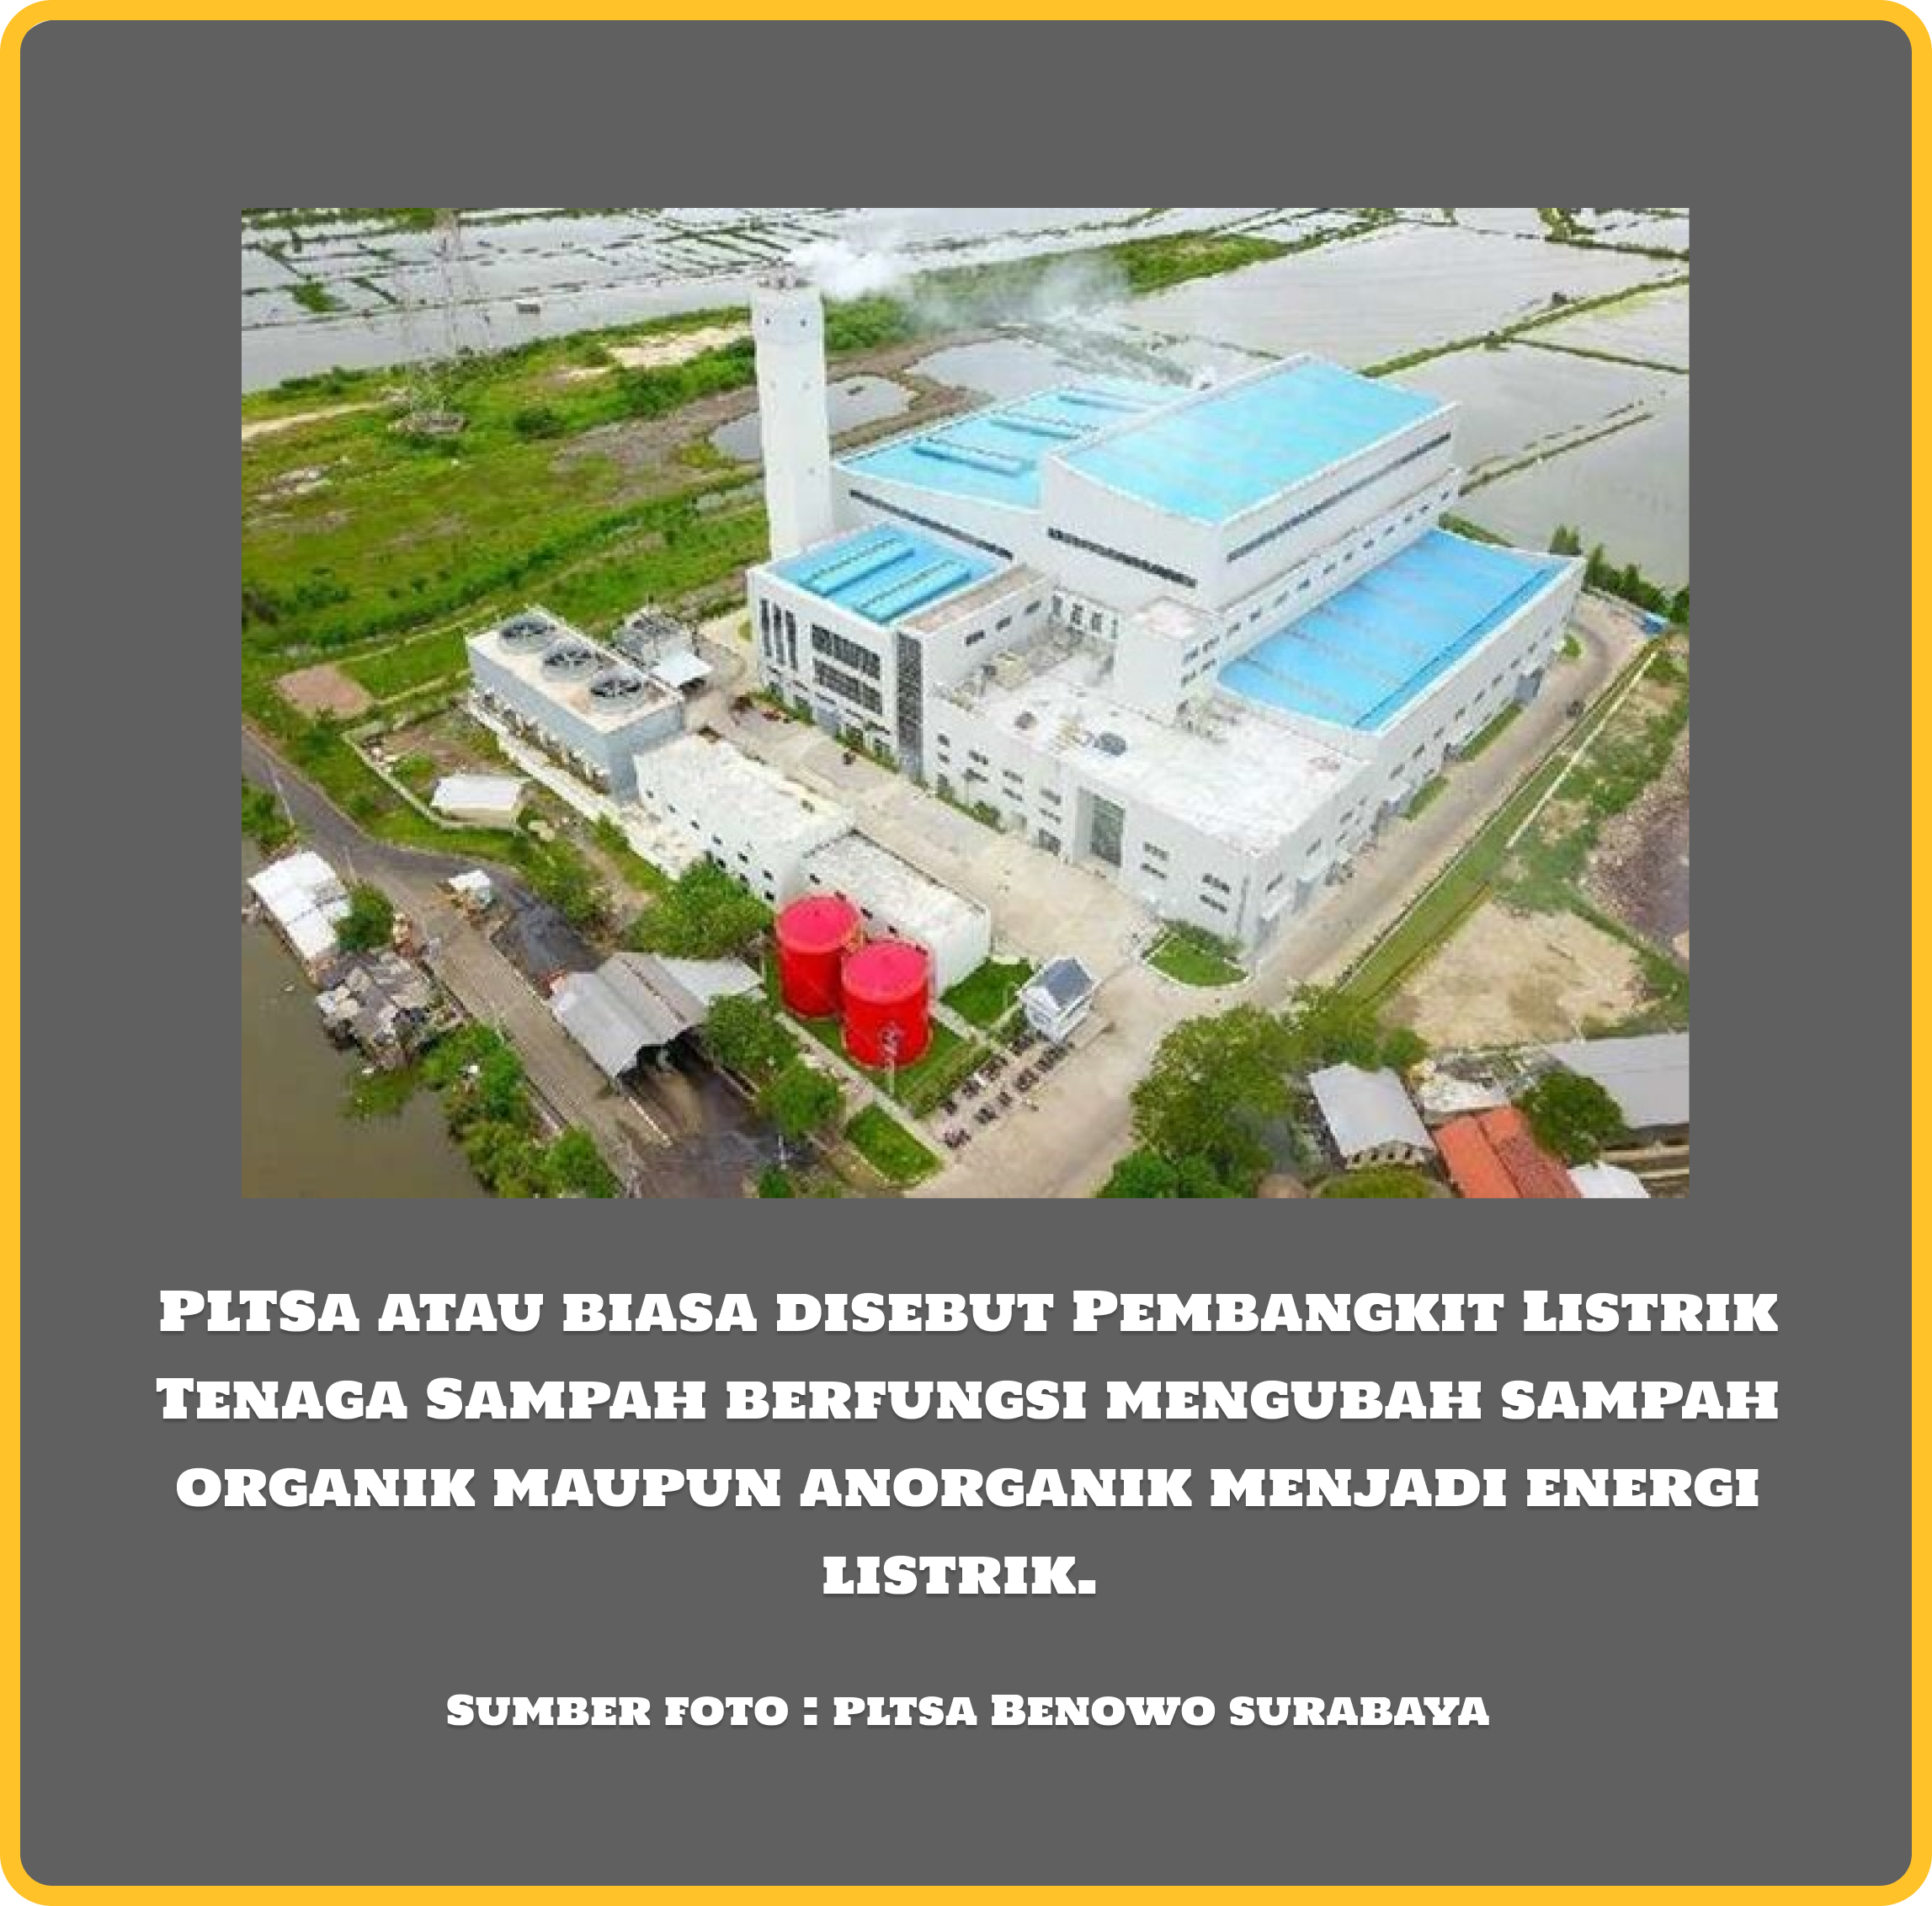 PLTSa atau biasa disebut Pembangkit Listrik
Tenaga Sampah berfungsi mengubah sampah
organik maupun anorganik menjadi energi
listrik.
Sumber foto : pltsa Benowo surabaya